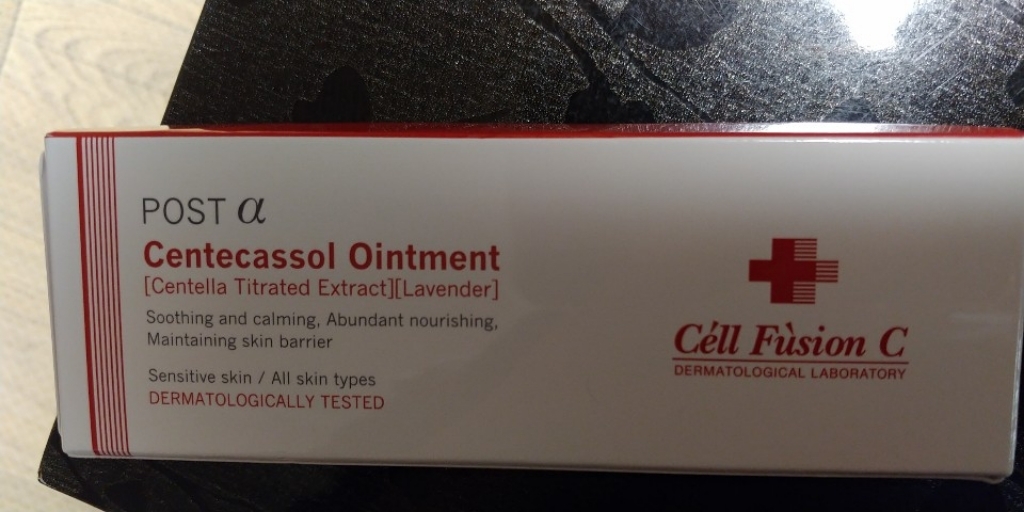 POST α
Centecassol Ointment
[Centella Titrated Extract][Lavender]
Soothing and calming, Abundant nourishing,
Maintaining skin barrier
Sensitive skin / All skin types
DERMATOLOGICALLY TESTED
Céll Fùsion C
DERMATOLOGICAL LABORATORY